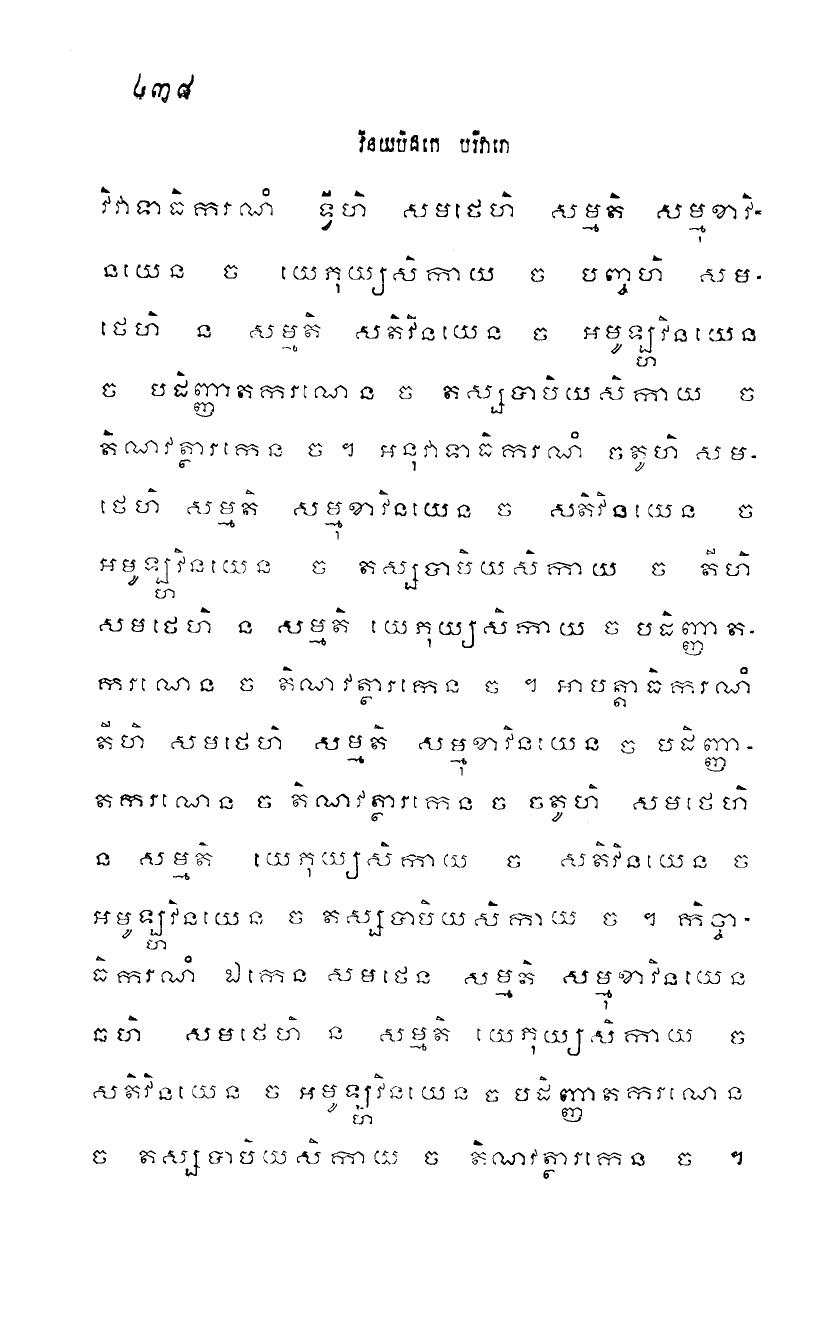 ៤៣៨
វិនយបិដកេ បរិវារោ
វិវាទាធិករណំ ទ្វីហិ សមថេហិ សម្មតិ សម្មុខាវិ-
នយេន ច យេភុយ្យសិកាយ ច បញ្ចហិ សម-
ថេហិ ន សម្មតិ សតិវិនយេន ច អមូឡ្ហវិនយេន
ច បដិញ្ញាតករណេន ច តស្សបាបិយសិកាយ ច
តិណវត្ថារកេន ច ។ អនុវាទាធិករណំ ចតូហិ សម-
ថេហិ សម្មតិ សម្មុខាវិនយេន ច សតិវិនយេន ច
អមូឡ្ហវិនយេន ច តស្សបាបិយសិកាយ ច តីហិ
សមថេហិ ន សម្មតិ យេភុយ្យសិកាយ ច បដិញ្ញាត-
ករណេន ច តិណវត្ថារកេន ច ។ អាបត្តាធិករណំ
តីហិ សមថេហិ សម្មតិ សម្មុខាវិនយេន ច បដិញ្ញា-
តករណេន ច តិណវត្ថារកេន ច ចតូហិ សមថេហិ
ន សម្មតិ យេភុយ្យសិកាយ ច សតិវិនយេន ច
អមូឡ្ហវិនយេន ច តស្សបាបិយសិកាយ ច ។ កិច្ចា-
ធិករណំ ឯកេន សមថេន សម្មតិ សម្មុខាវិនយេន
ឆហិ សមថេហិ ន សម្មតិ យេភុយ្យសិកាយ ច
សតិវិនយេន ច អមូឡ្ហវិនយេន ច បដិញ្ញាតករណេន
ច តស្សបាបិយសិកាយ ច តិណវត្ថារកេន ច ។